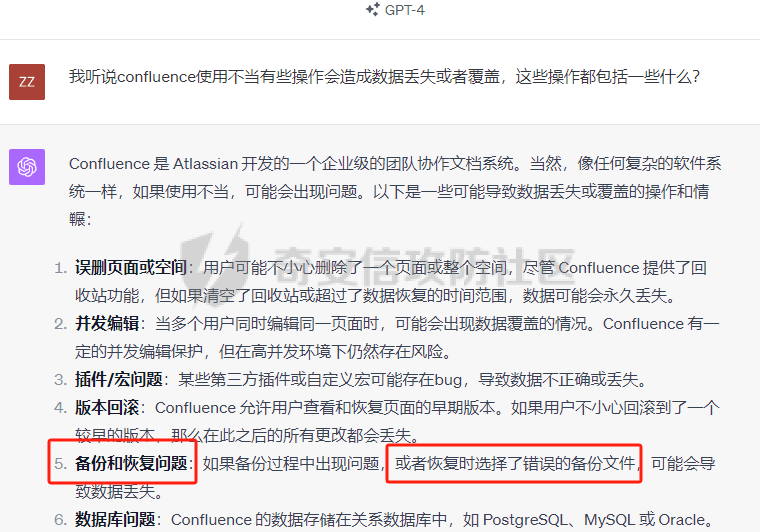 GPT-4
ZZ
我听说confluence使用不当有些操作会造成数据丢失或者覆盖，这些操作都包括一些什么？
Confluence 是 Atlassian 开发的一个企业级的团队协作文档系统。当然，像任何复杂的软件系
统一样，如果使用不当，可能会出现问题。以下是一些可能导致数据丢失或覆盖的操作和情
辗：
奇安信攻防社区
1. 误删页面或空间：用户可能不小心删除了一个页面或整个空间，尽管 Confluence 提供了回
收站功能，但如果清空了回收站或超过了数据恢复的时间范围，数据可能会永久丢失。
2. 并发编辑：当多个用户同时编辑同一页面时，可能会出现数据覆盖的情况。Confluence 有一
定的并发编辑保护，但在高并发环境下仍然存在风险。
3. 插件/宏问题：某些第三方插件或自定义宏可能存在bug，导致数据不正确或丢失。
4. 版本回滚：Confluence 允许用户查看和恢复页面的早期版本。如果用户不小心回滚到了一个
较早的版本，那么在此之后的所有更改都会丢失。
5. 备份和恢复问题：如果备份过程中出现问题，或者恢复时选择了错误的备份文件，可能会导
致数据丢失。
6. 数据库问题：Confluence 的数据存储在关系数据库中，如 PostgreSQL、MySQL 或 Oracle。